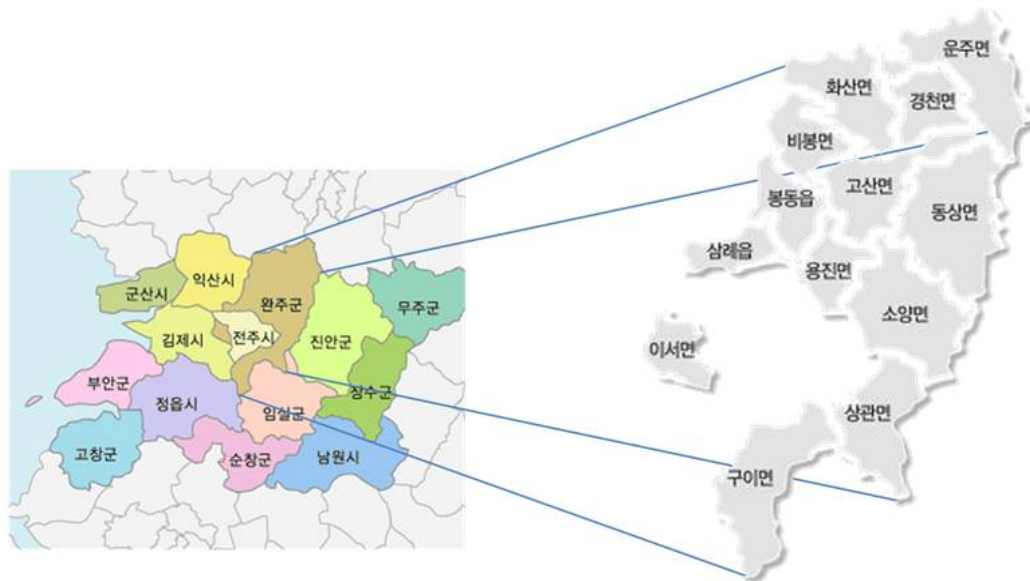 군산시
익산시
완주군
무주군
김제시
전주시
진안군
부안군
정읍시
임실군
장수군
고창군
순창군
남원시
운주면
화산면
경천면
비봉면
봉동읍
고산면
동상면
삼례읍
용진면
소양면
이서면
상관면
구이면